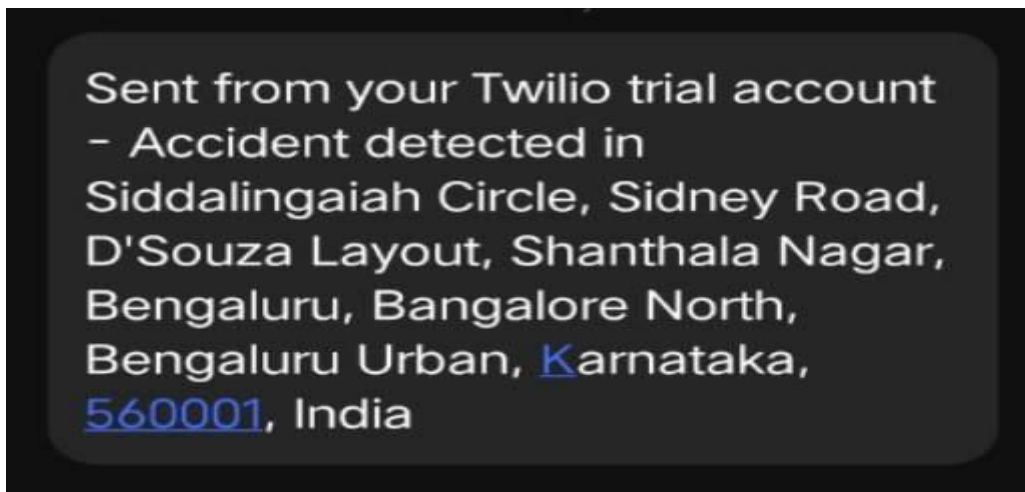 Sent from your Twilio trial account
- Accident detected in
Siddalingaiah Circle, Sidney Road,
D'Souza Layout, Shanthala Nagar,
Bengaluru, Bangalore North,
Bengaluru Urban, Karnataka,
560001, India